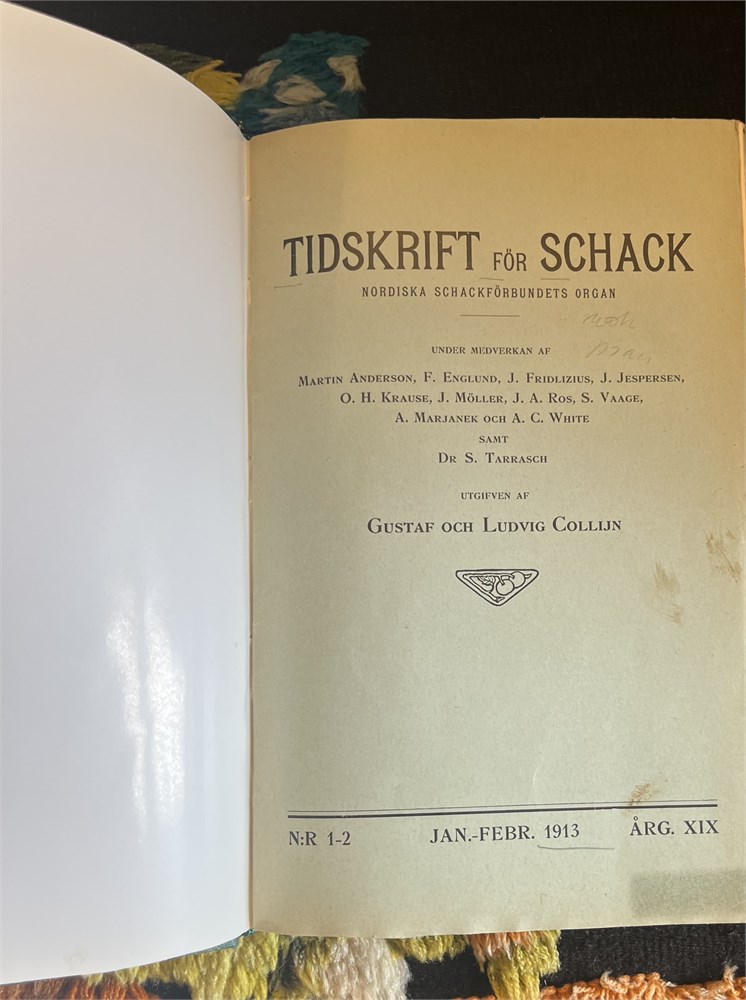 TIDSKRIFT FÖR SCHACK
NORDISKA SCHACKFÖRBUNDETS ORGAN
UNDER MEDVERKAN AF
MARTIN ANDERSON, F. ENGLUND, J. FRIDLIZIUS, J. JESPERSEN,
O. H. KRAUSE, J. MÖLLER, J. A. ROS, S. VAAGE,
A. MARJANEK OCH A. C. WHITE
SAMT
DR S. TARRASCH
UTGIFVEN AF
GUSTAF OCH LUDVIG COLLIJN
N:R 1-2 JAN.-FEBR. 1913 ÅRG. XIX